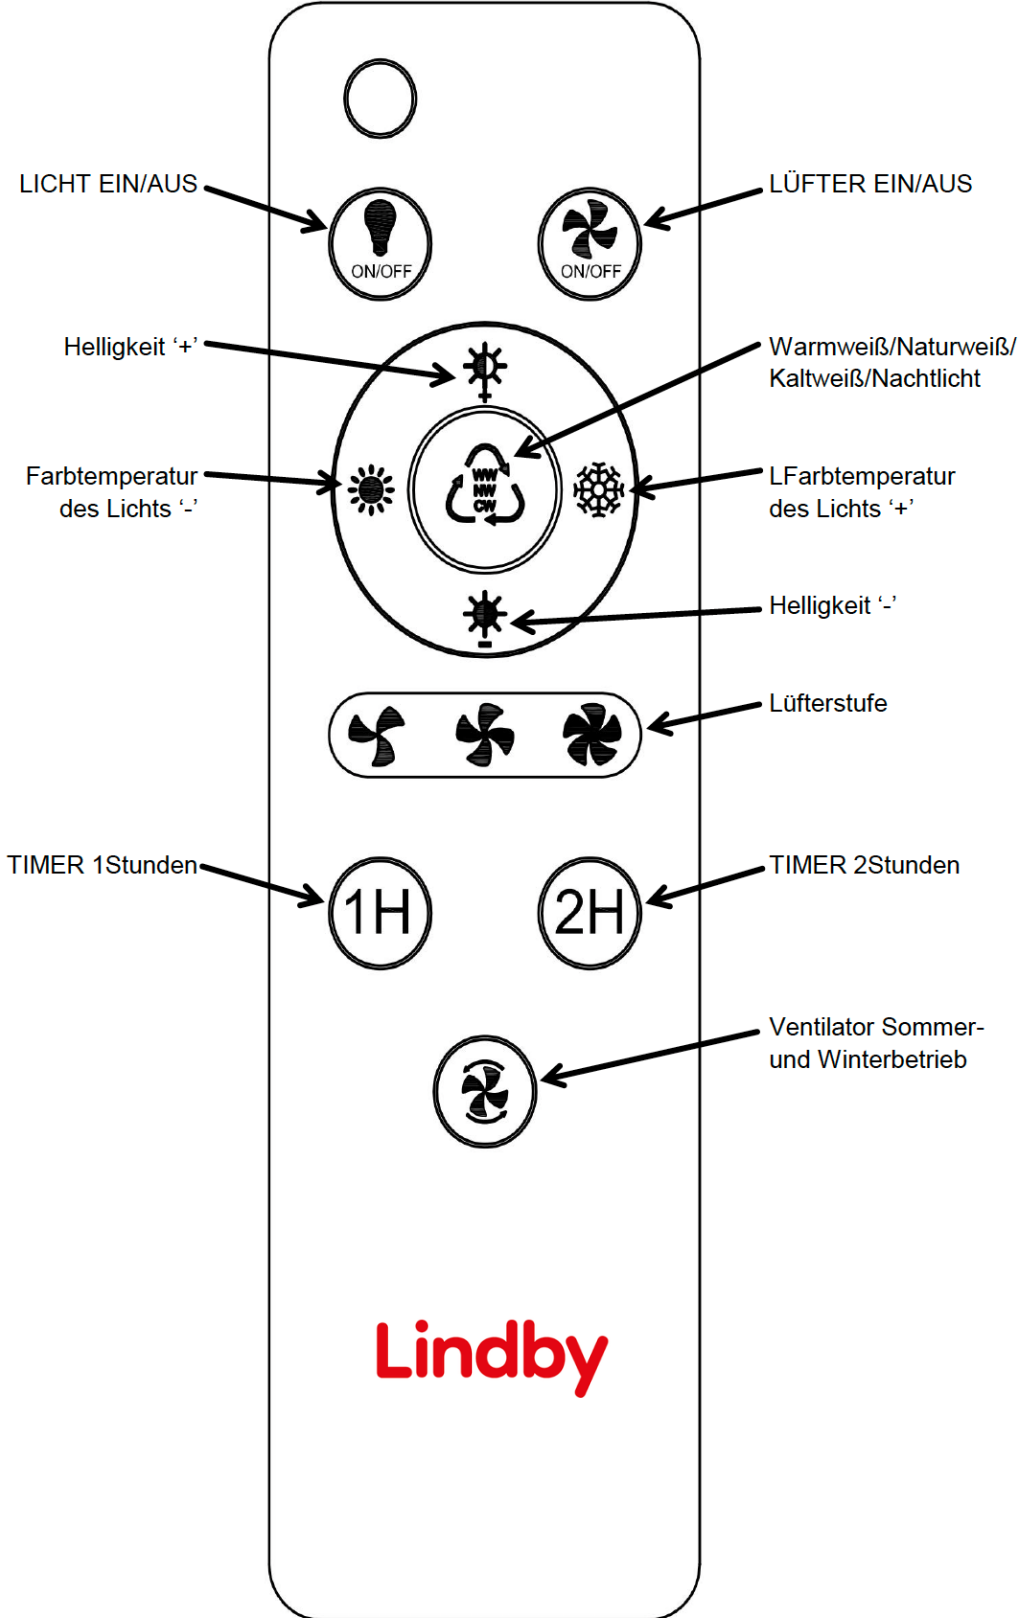 LICHT EIN/AUS
LÜFTER EIN/AUS
ON/OFF
ON/OFF
Helligkeit ‘+’
Warmweiß/Naturweiß/
Kaltweiß/Nachtlicht
Farbtemperatur
des Lichts ‘-’
WW
NW
CW
LFarbtemperatur
des Lichts ‘+’
Helligkeit ‘-’
Lüfterstufe
TIMER 1Stunden
TIMER 2Stunden
1H
2H
Ventilator Sommer-
und Winterbetrieb
Lindby